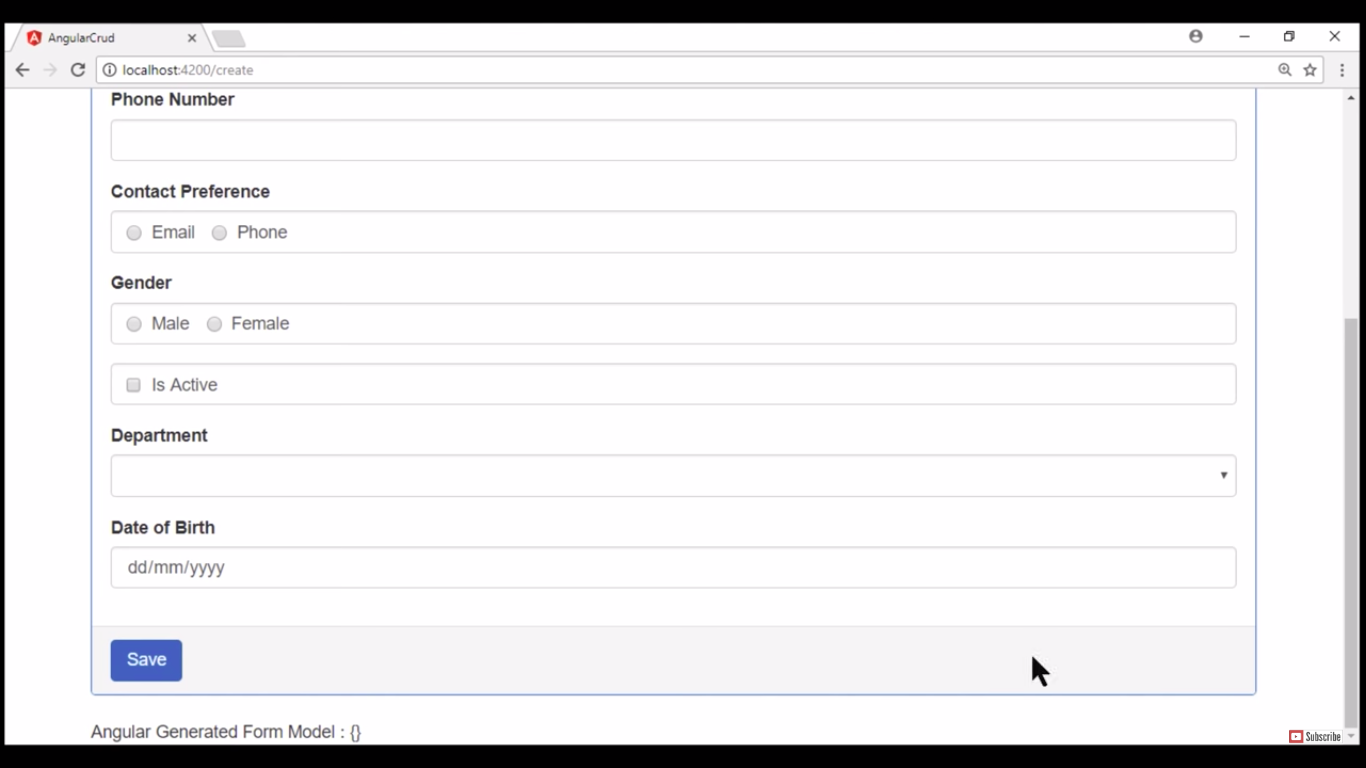 AngularCrud
localhost:4200/create
Phone Number
Contact Preference
Email Phone
Gender
Male Female
Is Active
Department
Date of Birth
dd/mm/yyyy
Save
Angular Generated Form Model : {}
Subscribe